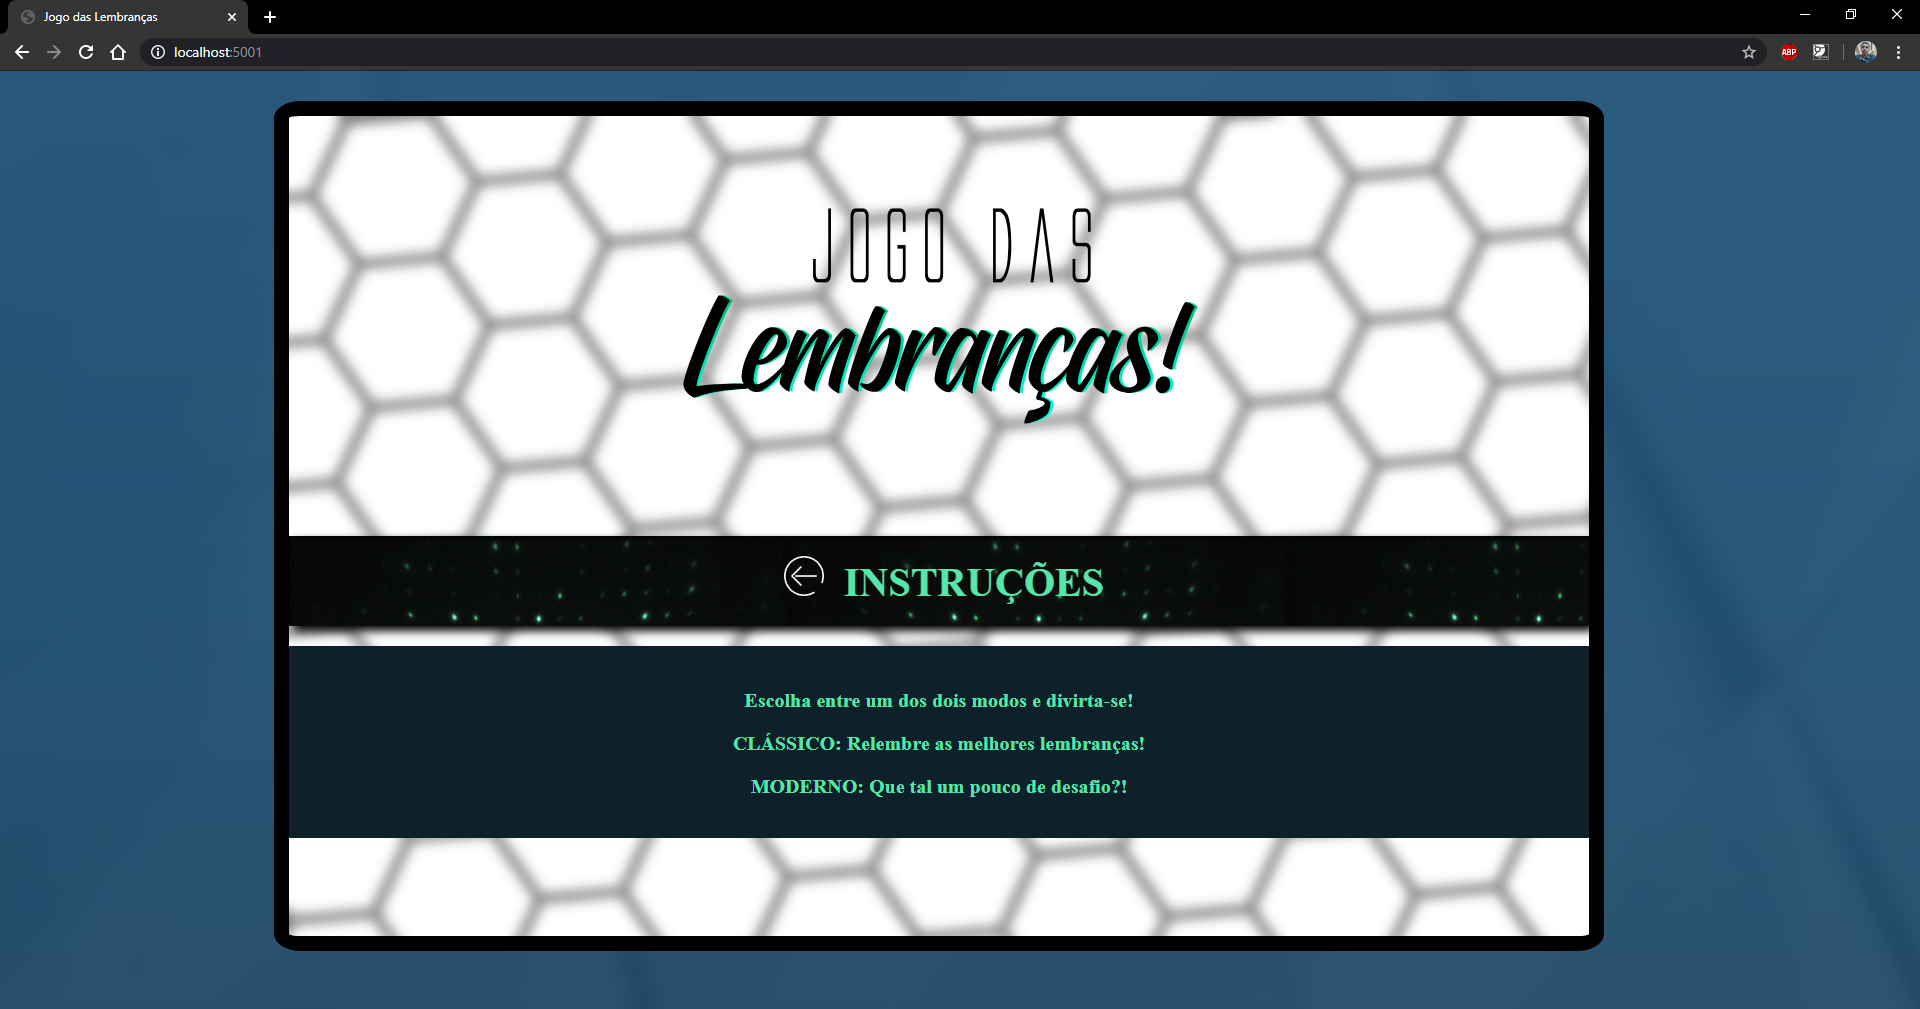 Jogo das Lembranças
localhost:5001
ABP
JOGO DAS
Lembranças!
INSTRUÇÕES
Escolha entre um dos dois modos e divirta-se!
CLÁSSICO: Relembre as melhores lembranças!
MODERNO: Que tal um pouco de desafio?!